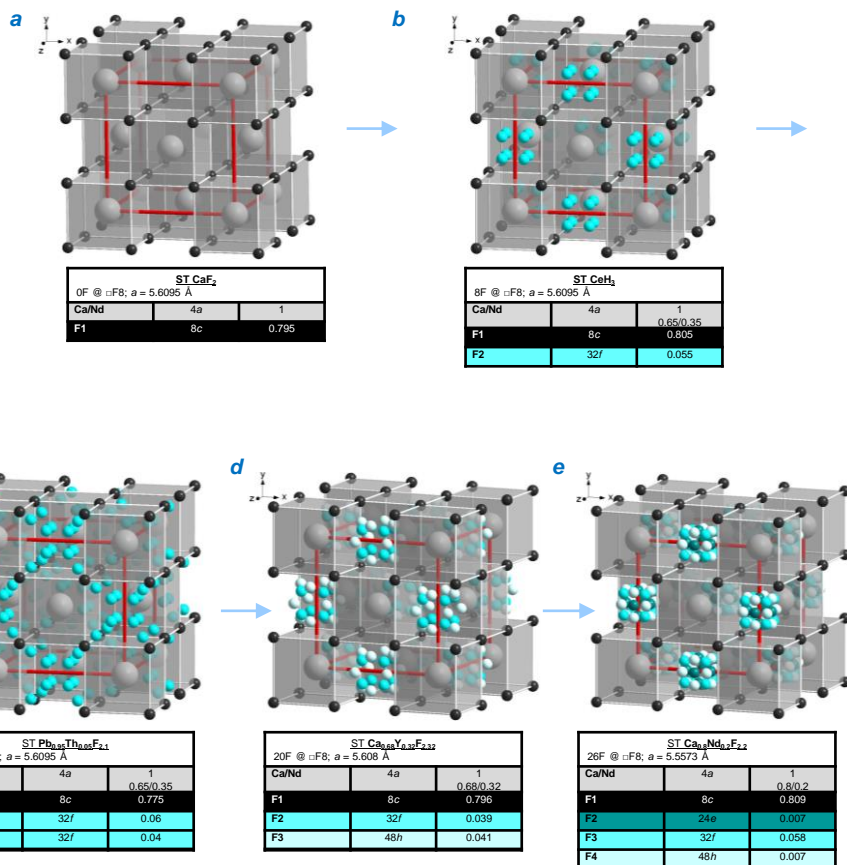 a
b
y
x
z
y
x
z
ST CaF₂
0F @ □F8; a = 5.6095 Å
Ca/Nd 4a 1
F1 8c 0.795
ST CeH₃
8F @ □F8; a = 5.6095 Å
Ca/Nd 4a 1
0.65/0.35
F1 8c 0.805
F2 32f 0.055
d
e
y
x
z
y
x
z
ST Pb₀.₉₅Th₀.₀₅F₂.₁
; a = 5.6095 Å
4a 1
0.65/0.35
8c 0.775
32f 0.06
32f 0.04
ST Ca₀.₆₈Y₀.₃₂F₂.₃₂
20F @ □F8; a = 5.608 Å
Ca/Nd 4a 1
0.68/0.32
F1 8c 0.796
F2 32f 0.039
F3 48h 0.041
ST Ca₀.₈Nd₀.₂F₂.₂
26F @ □F8; a = 5.5573 Å
Ca/Nd 4a 1
0.8/0.2
F1 8c 0.809
F2 24e 0.007
F3 32f 0.058
F4 48h 0.007